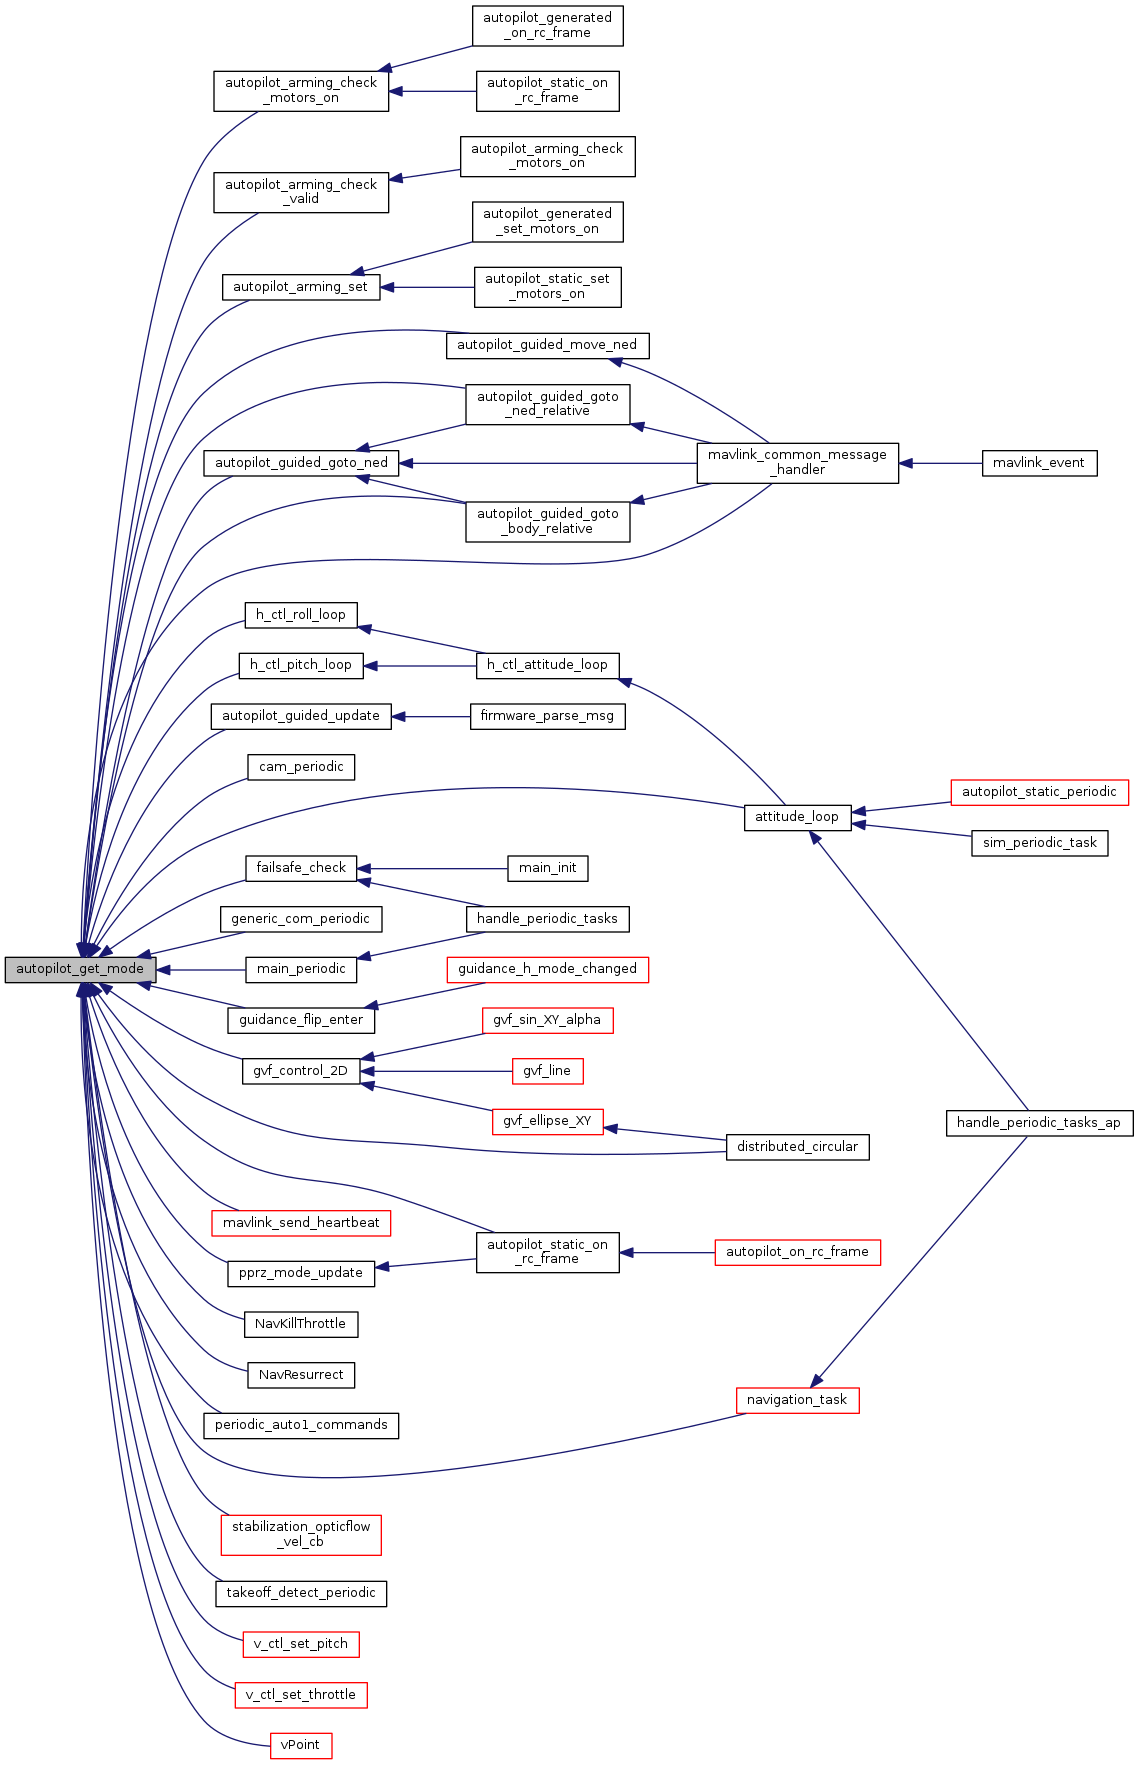 autopilot_generated
_on_rc_frame
autopilot_arming_check
_motors_on
autopilot_static_on
_rc_frame
autopilot_arming_check
_motors_on
autopilot_arming_check
_valid
autopilot_generated
_set_motors_on
autopilot_arming_set
autopilot_static_set
_motors_on
autopilot_guided_move_ned
autopilot_guided_goto
_ned_relative
autopilot_guided_goto_ned
mavlink_common_message
_handler
mavlink_event
autopilot_guided_goto
_body_relative
h_ctl_roll_loop
h_ctl_pitch_loop
h_ctl_attitude_loop
autopilot_guided_update
firmware_parse_msg
cam_periodic
autopilot_static_periodic
attitude_loop
sim_periodic_task
failsafe_check
main_init
generic_com_periodic
handle_periodic_tasks
autopilot_get_mode
main_periodic
guidance_h_mode_changed
guidance_flip_enter
gvf_sin_XY_alpha
gvf_control_2D
gvf_line
gvf_ellipse_XY
handle_periodic_tasks_ap
distributed_circular
mavlink_send_heartbeat
autopilot_static_on
_rc_frame
autopilot_on_rc_frame
pprz_mode_update
NavKillThrottle
NavResurrect
navigation_task
periodic_auto1_commands
stabilization_opticflow
_vel_cb
takeoff_detect_periodic
v_ctl_set_pitch
v_ctl_set_throttle
vPoint